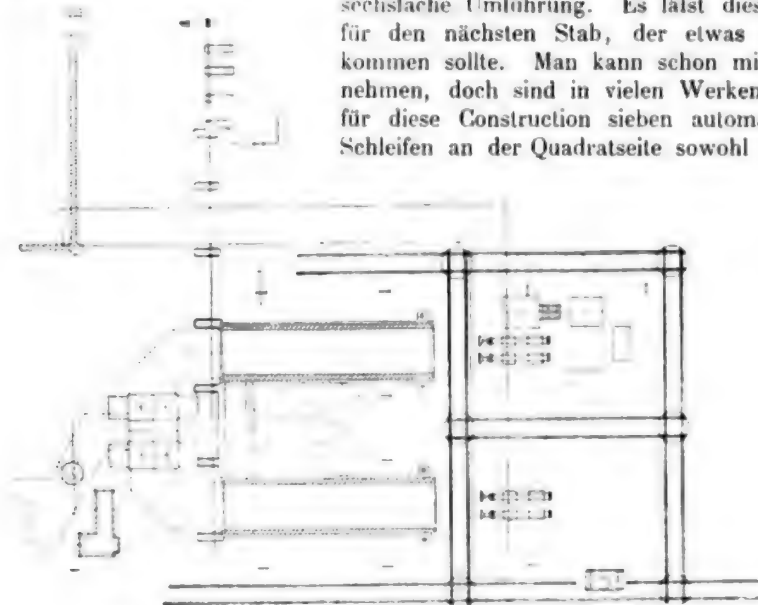 sechsfache Umführung. Es läfst dies
für den nächsten Stab, der etwas
kommen sollte. Man kann schon mi
nehmen, doch sind in vielen Werken
für diese Construction sieben automa
Schleifen an der Quadratseite sowohl